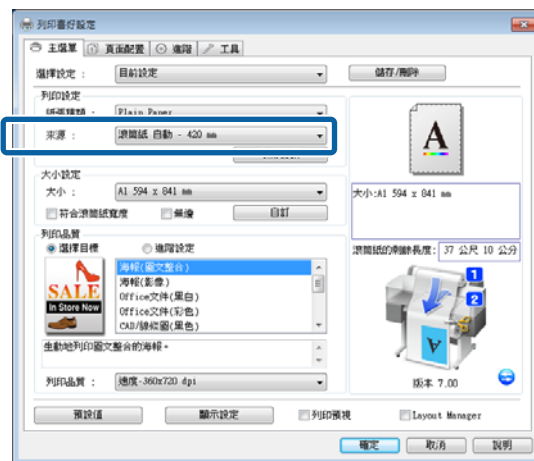 列印喜好設定
主選單 頁面配置 進階 工具
選擇設定 : 目前設定 儲存/刪除
列印設定
紙張種類 : Plain Paper
來源 : 滾筒紙 自動 - 420 mm
大小設定
大小 : A1 594 x 841 mm
符合滾筒紙寬度 無邊 自訂
A
大小:A1 594 x 841 mm
列印品質
選擇目標 進階設定
滾筒紙的剩餘長度: 37 公尺 10 公分
SALE
In Store Now
海報(圖文整合)
海報(影像)
Office文件(黑白)
Office文件(彩色)
CAD/線條圖(黑色)
1
2
A
生動地列印圖文整合的海報。
列印品質 : 速度-360x720 dpi
版本 7.00
預設值 顯示設定 列印預視 Layout Manager
確定 取消 說明